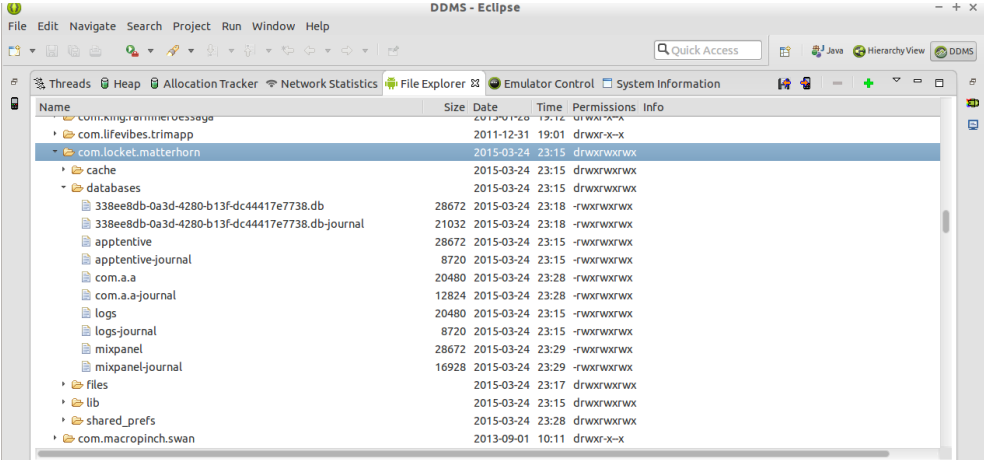 DDMS - Eclipse
File Edit Navigate Search Project Run Window Help
Quick Access Java Hierarchy View DDMS
Threads Heap Allocation Tracker Network Statistics File Explorer Emulator Control System Information
Name Size Date Time Permissions Info
com.king.farmheroessaga 2015-01-28 19:12 drwxr-x--x
com.lifevibes.trimapp 2011-12-31 19:01 drwxr-x--x
com.locket.matterhorn 2015-03-24 23:15 drwxrwxrwx
cache 2015-03-24 23:15 drwxrwxrwx
databases 2015-03-24 23:15 drwxrwxrwx
338ee8db-0a3d-4280-b13f-dc44417e7738.db 28672 2015-03-24 23:18 -rwxrwxrwx
338ee8db-0a3d-4280-b13f-dc44417e7738.db-journal 21032 2015-03-24 23:18 -rwxrwxrwx
apptentive 28672 2015-03-24 23:15 -rwxrwxrwx
apptentive-journal 8720 2015-03-24 23:15 -rwxrwxrwx
com.a.a 20480 2015-03-24 23:28 -rwxrwxrwx
com.a.a-journal 12824 2015-03-24 23:28 -rwxrwxrwx
logs 20480 2015-03-24 23:15 -rwxrwxrwx
logs-journal 8720 2015-03-24 23:15 -rwxrwxrwx
mixpanel 28672 2015-03-24 23:29 -rwxrwxrwx
mixpanel-journal 16928 2015-03-24 23:29 -rwxrwxrwx
files 2015-03-24 23:17 drwxrwxrwx
lib 2015-03-24 23:15 drwxrwxrwx
shared_prefs 2015-03-24 23:28 drwxrwxrwx
com.macropinch.swan 2013-09-01 10:11 drwxr-x--x